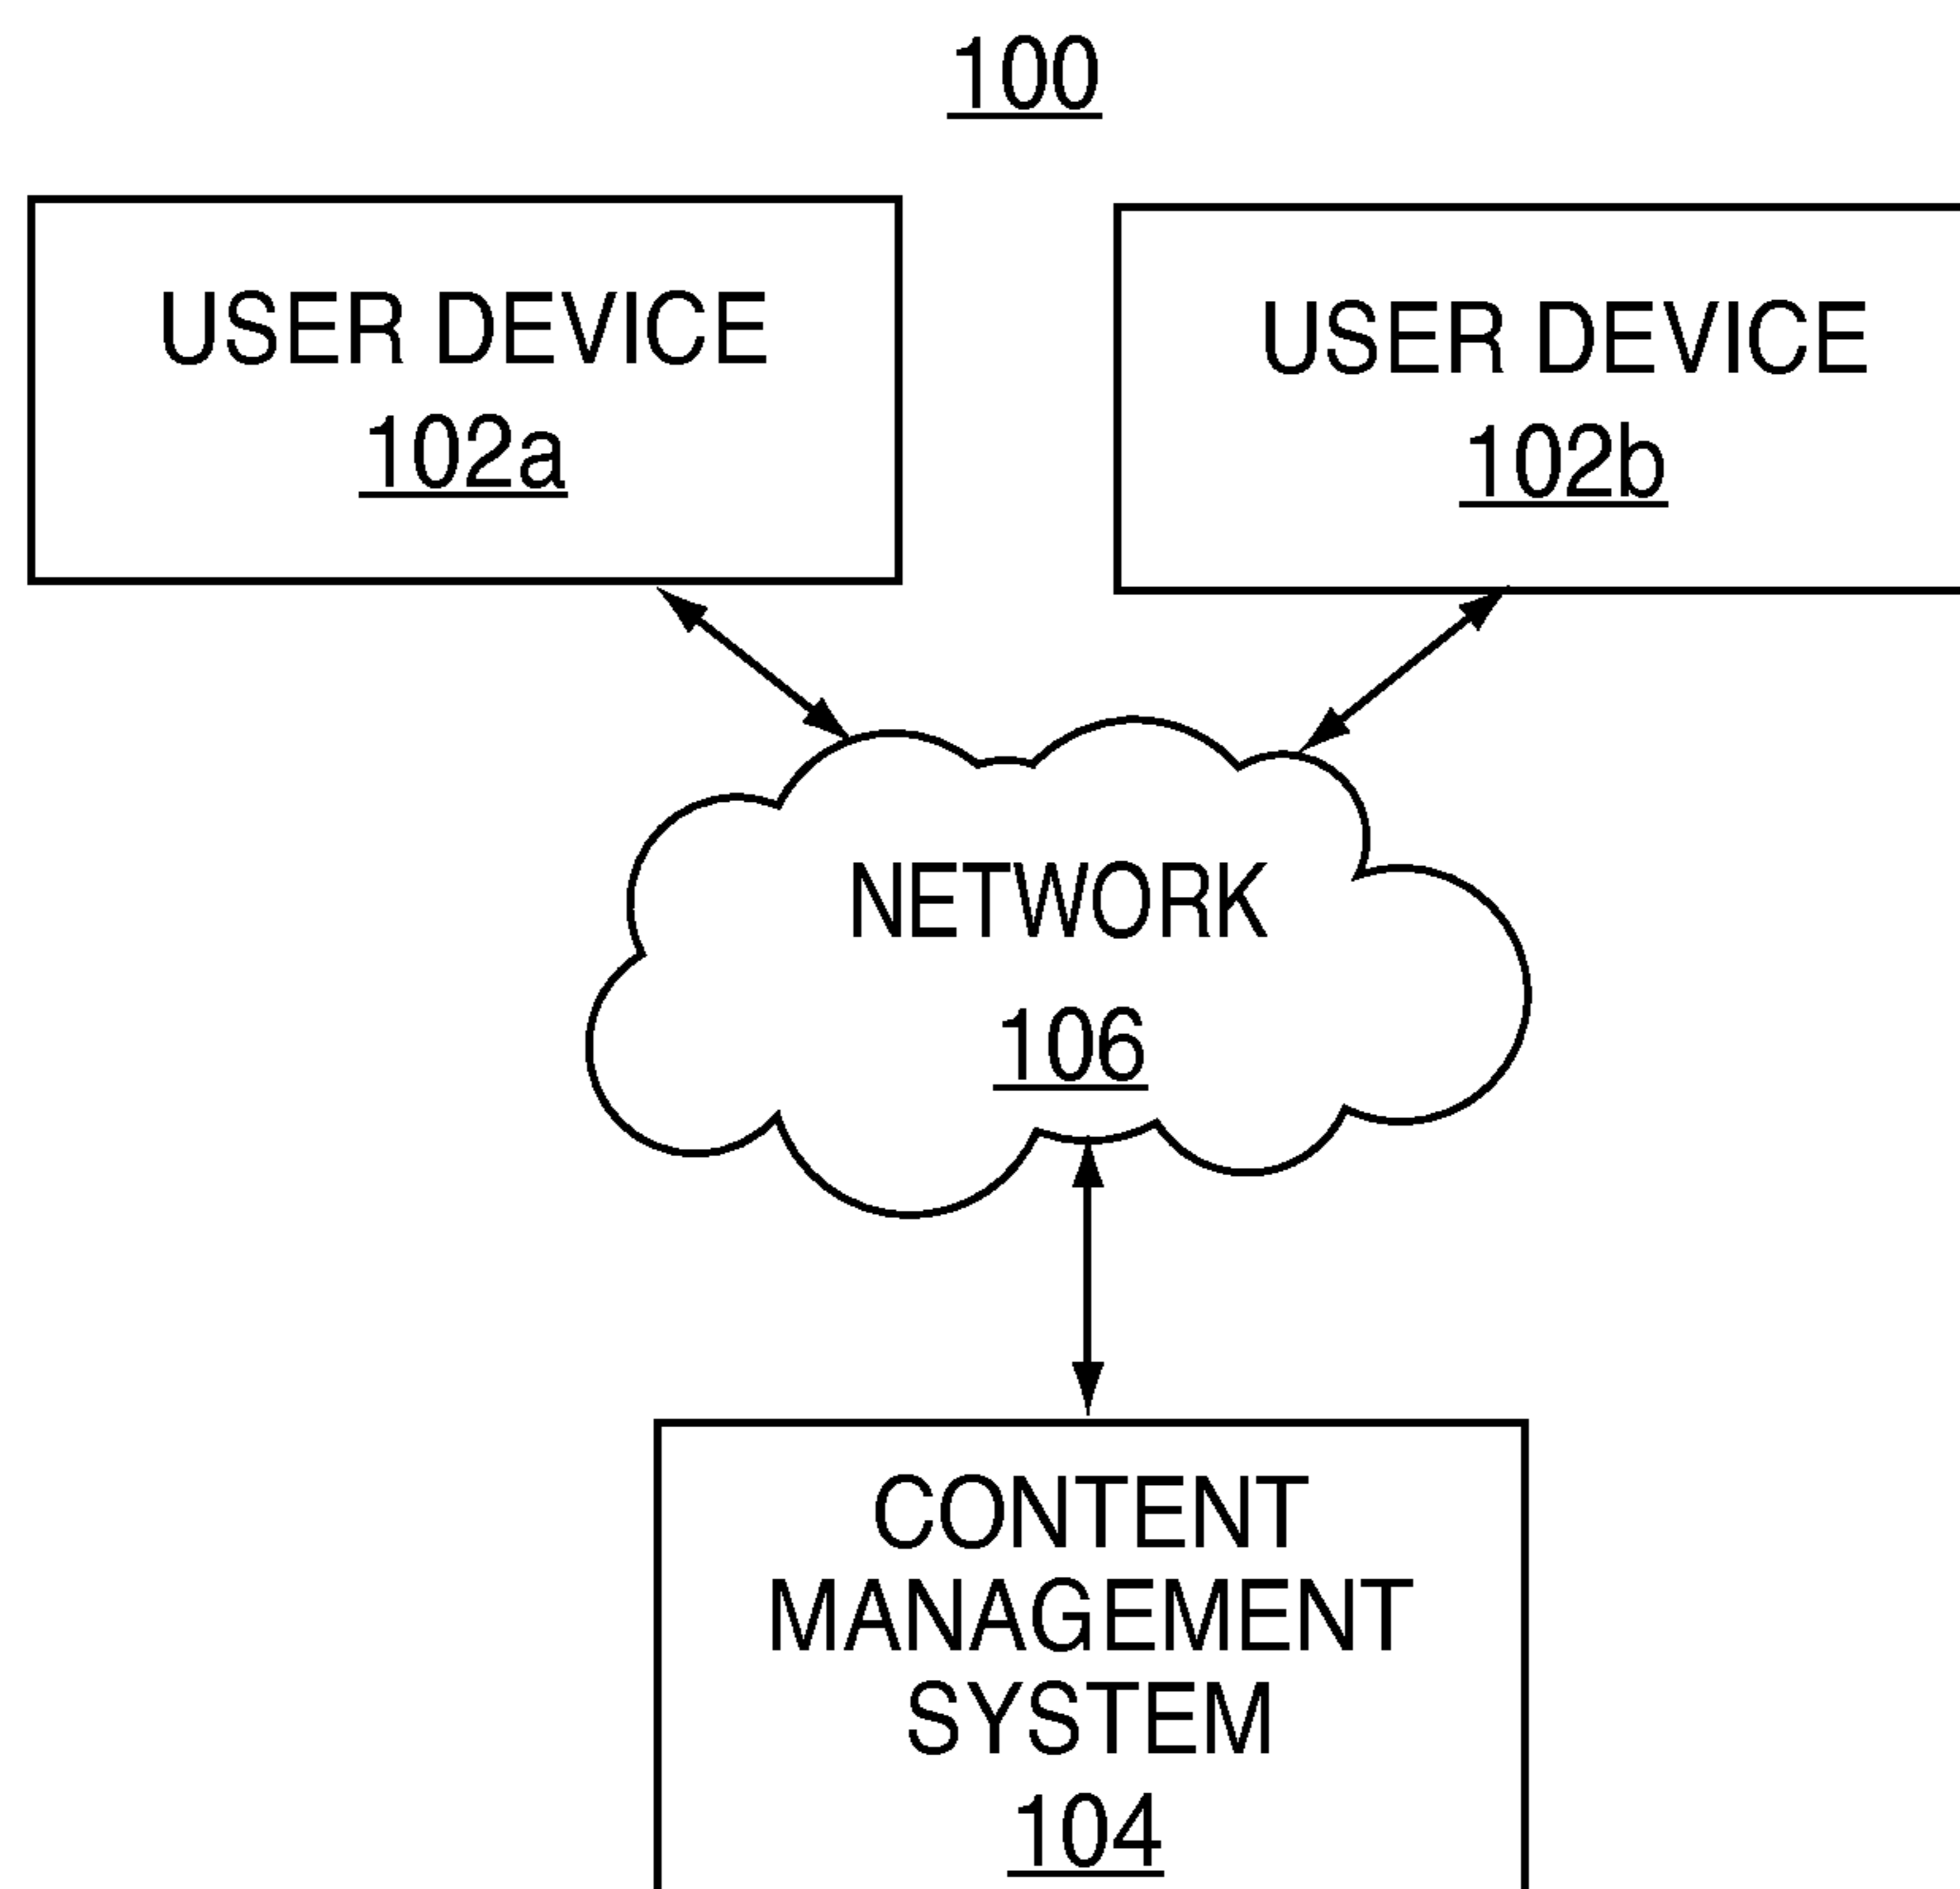 100
USER DEVICE
102a
USER DEVICE
102b
NETWORK
106
CONTENT
MANAGEMENT
SYSTEM
104